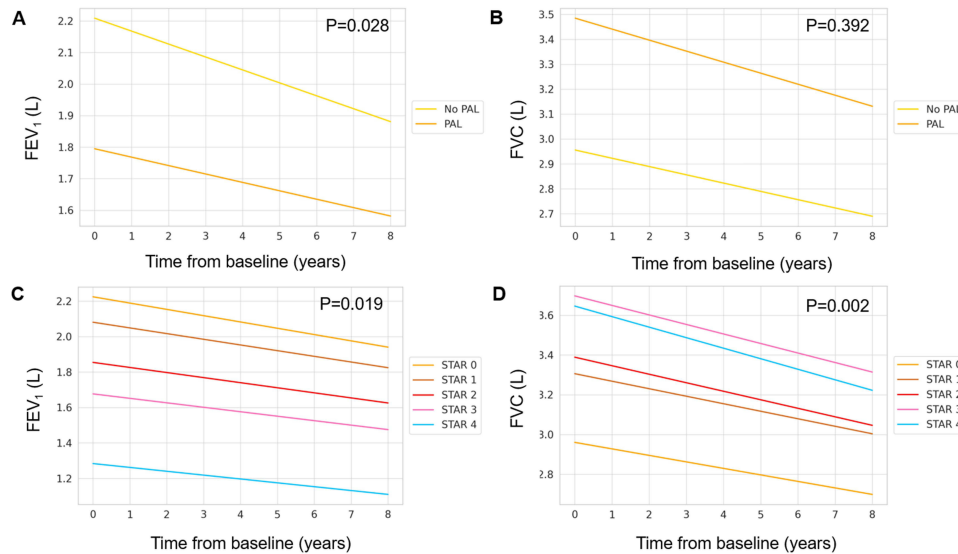 A
P=0.028
2.2
2.1
2.0
1.9
1.8
1.7
1.6
FEV1 (L)
No PAL
PAL
0 1 2 3 4 5 6 7 8
Time from baseline (years)
B
P=0.392
3.5
3.4
3.3
3.2
3.1
3.0
2.9
2.8
2.7
FVC (L)
No PAL
PAL
0 1 2 3 4 5 6 7 8
Time from baseline (years)
C
P=0.019
2.2
2.0
1.8
1.6
1.4
1.2
FEV1 (L)
STAR 0
STAR 1
STAR 2
STAR 3
STAR 4
0 1 2 3 4 5 6 7 8
Time from baseline (years)
D
P=0.002
3.6
3.4
3.2
3.0
2.8
FVC (L)
STAR 0
STAR 1
STAR 2
STAR 3
STAR 4
0 1 2 3 4 5 6 7 8
Time from baseline (years)